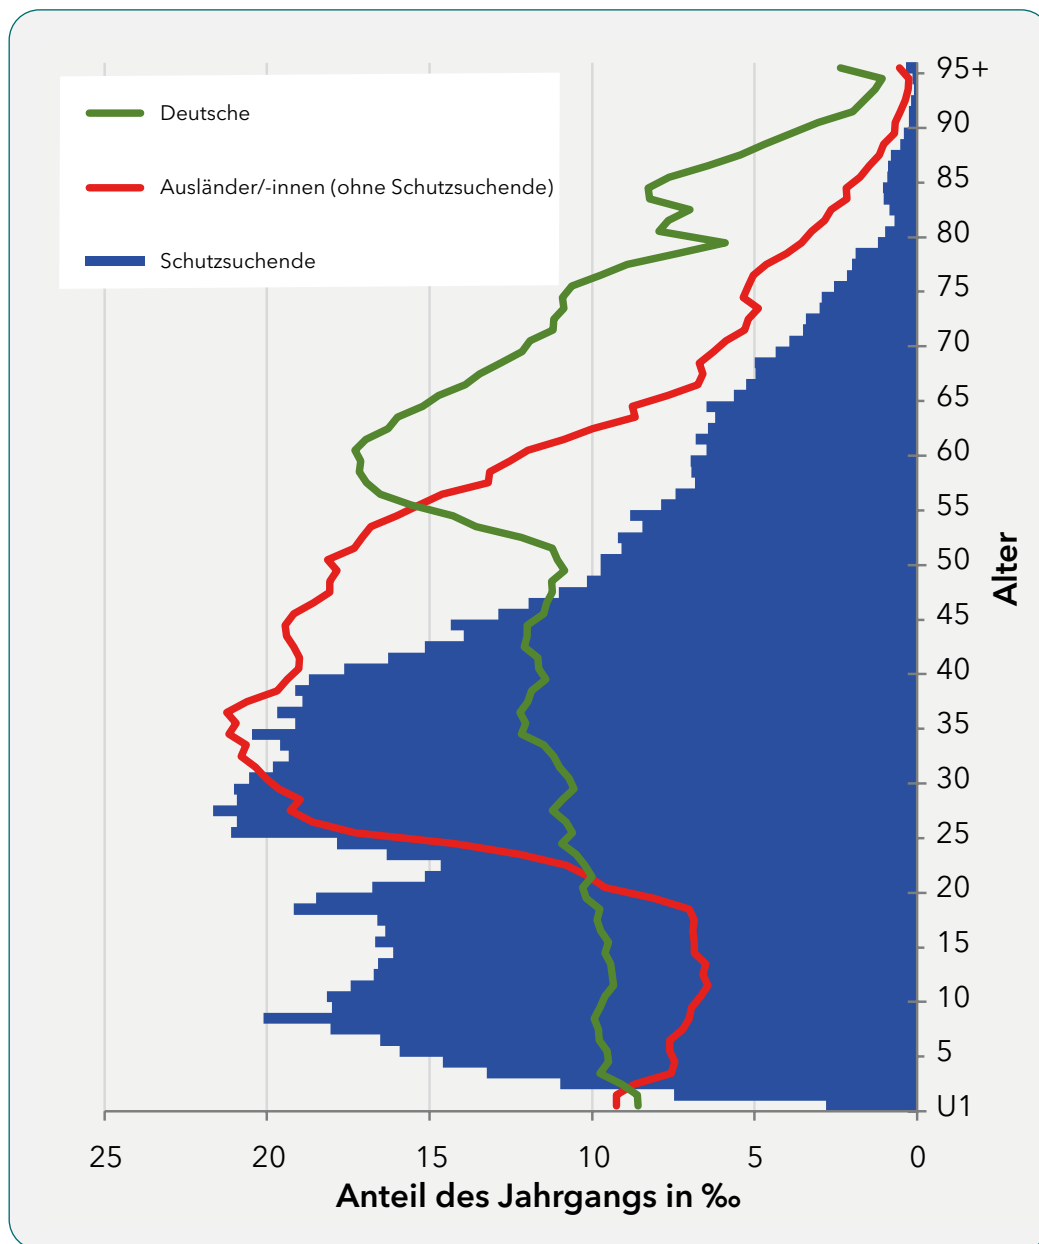 Deutsche
Ausländer/-innen (ohne Schutzsuchende)
Schutzsuchende
95+
90
85
80
75
70
65
60
55
50
45
40
35
30
25
20
15
10
5
U1
Alter
25 20 15 10 5 0
Anteil des Jahrgangs in ‰